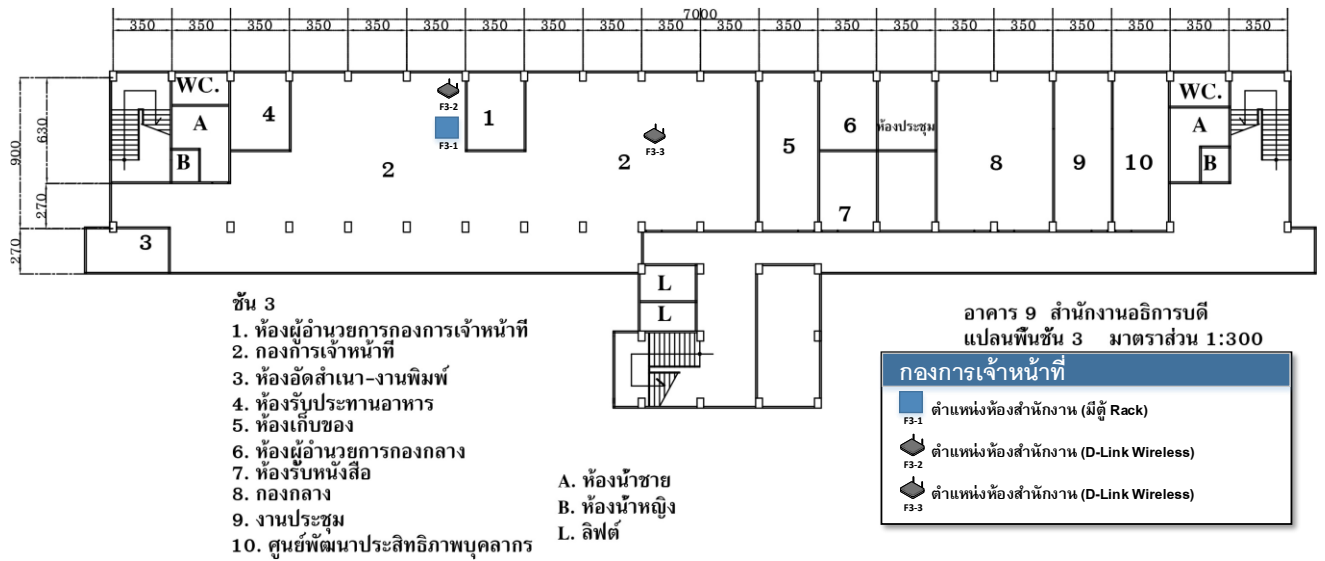 7000
350 350 350 350 350 350 350 350 350 350 350 350 350 350 350 350 350 350 350 350
900
630
270
270
WC.
A
B
4
F3-2
F3-1
1
2
2
F3-3
3
5
6
ห้องประชุม
7
8
9
10
WC.
A
B
L
L
ชั้น 3
1. ห้องผู้อำนวยการกองการเจ้าหน้าที่
2. กองการเจ้าหน้าที่
3. ห้องอัดสำเนา-งานพิมพ์
4. ห้องรับประทานอาหาร
5. ห้องเก็บของ
6. ห้องผู้อำนวยการกองกลาง
7. ห้องรับหนังสือ
8. กองกลาง
9. งานประชุม
10. ศูนย์พัฒนาประสิทธิภาพบุคลากร
A. ห้องน้ำชาย
B. ห้องน้ำหญิง
L. ลิฟต์
อาคาร 9 สำนักงานอธิการบดี
แปลนพื้นชั้น 3 มาตราส่วน 1:300
กองการเจ้าหน้าที่
F3-1 ตำแหน่งห้องสำนักงาน (มีตู้ Rack)
F3-2 ตำแหน่งห้องสำนักงาน (D-Link Wireless)
F3-3 ตำแหน่งห้องสำนักงาน (D-Link Wireless)